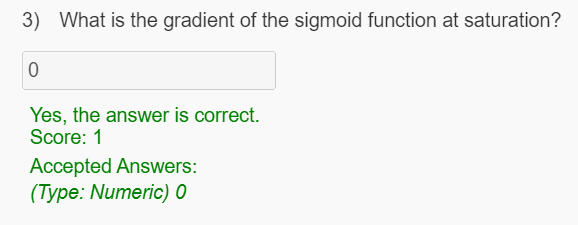 3) What is the gradient of the sigmoid function at saturation?
0
Yes, the answer is correct.
Score: 1
Accepted Answers:
(Type: Numeric) 0